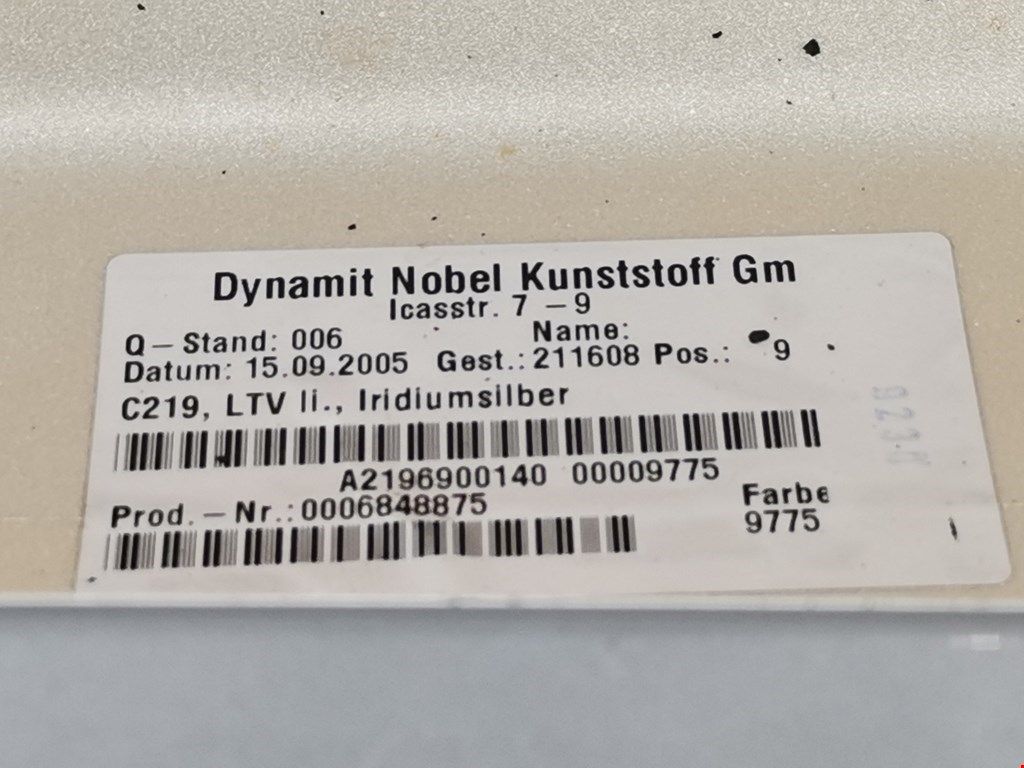 Dynamit Nobel Kunststoff Gm
Icasstr. 7 – 9
Q – Stand: 006 Name:
Datum: 15.09.2005 Gest.: 211608 Pos.: 9
C219, LTV li., Iridiumsilber
A2196900140 00009775
Prod. – Nr.: 0006848875
Farbe
9775